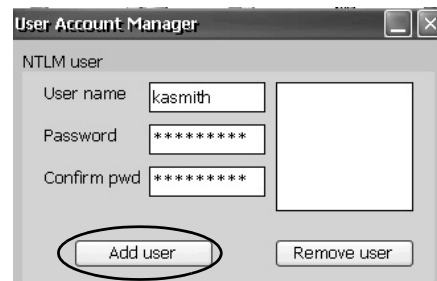 User Account Manager
NTLM user
User name kasmith
Password *********
Confirm pwd *********
Add user Remove user